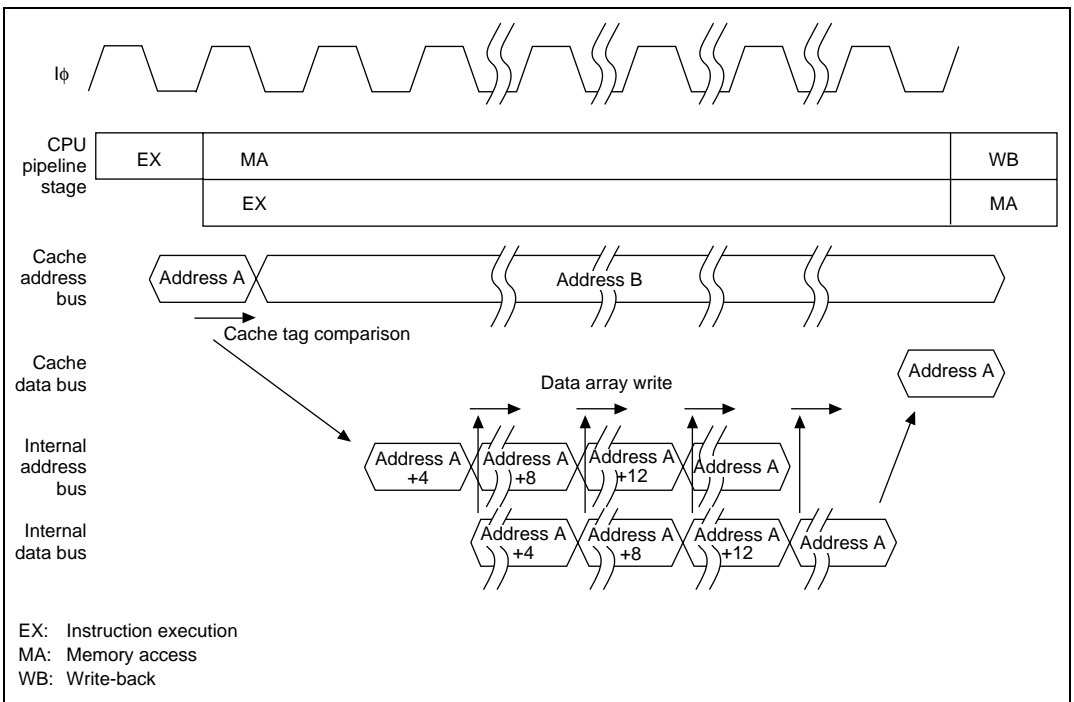 Iϕ
CPU
pipeline
stage
EX
MA
WB
EX
MA
Cache
address
bus
Address A
Address B
Cache tag comparison
Cache
data bus
Address A
Data array write
Internal
address
bus
Address A
+4
Address A
+8
Address A
+12
Address A
Internal
data bus
Address A
+4
Address A
+8
Address A
+12
Address A
EX: Instruction execution
MA: Memory access
WB: Write-back